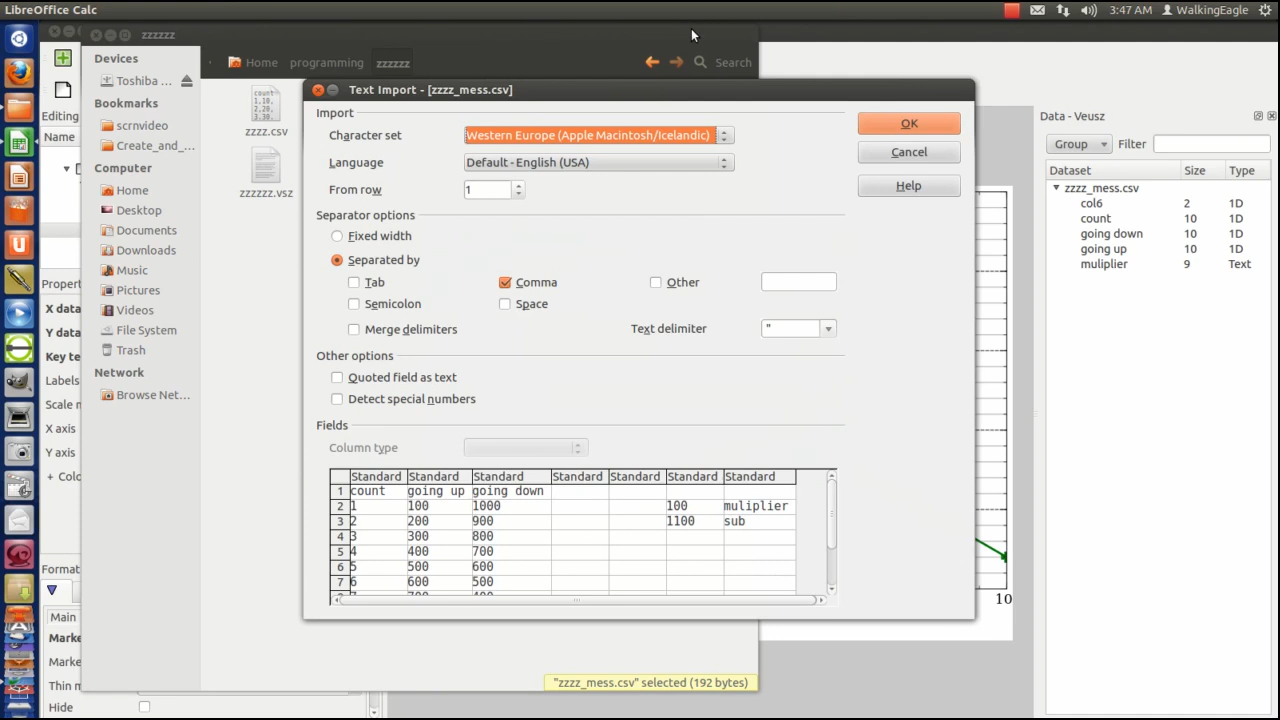 LibreOffice Calc
3:47 AM
WalkingEagle
zzzzzz
Home
programming
zzzzzz
Search
Devices
Toshiba ...
Bookmarks
scrnvideo
Create_and_...
Computer
Home
Desktop
Documents
Downloads
Music
Pictures
Videos
File System
Trash
Network
Browse Net...
count
1.10.
2.20.
3.30.
zzzz.csv
zzzzzz.vsz
"zzzz_mess.csv" selected (192 bytes)
Editing
Name
Propert
X data
Y data
Key te
Labels
Scale m
X axis
Y axis
+ Colo
Format
Main
Marke
Marke
Thin m
Hide
Text Import - [zzzz_mess.csv]
Import
Character set
Western Europe (Apple Macintosh/Icelandic)
Language
Default - English (USA)
From row
1
OK
Cancel
Help
Separator options
Fixed width
Separated by
Tab
Comma
Other
Semicolon
Space
Merge delimiters
Text delimiter
"
Other options
Quoted field as text
Detect special numbers
Fields
Column type
Standard Standard Standard Standard Standard Standard Standard
1 count going up going down
2 1 100 1000 100 muliplier
3 2 200 900 1100 sub
4 3 300 800
5 4 400 700
6 5 500 600
7 6 600 500
10
Data - Veusz
Group
Filter
Dataset Size Type
zzzz_mess.csv
col6 2 1D
count 10 1D
going down 10 1D
going up 10 1D
muliplier 9 Text